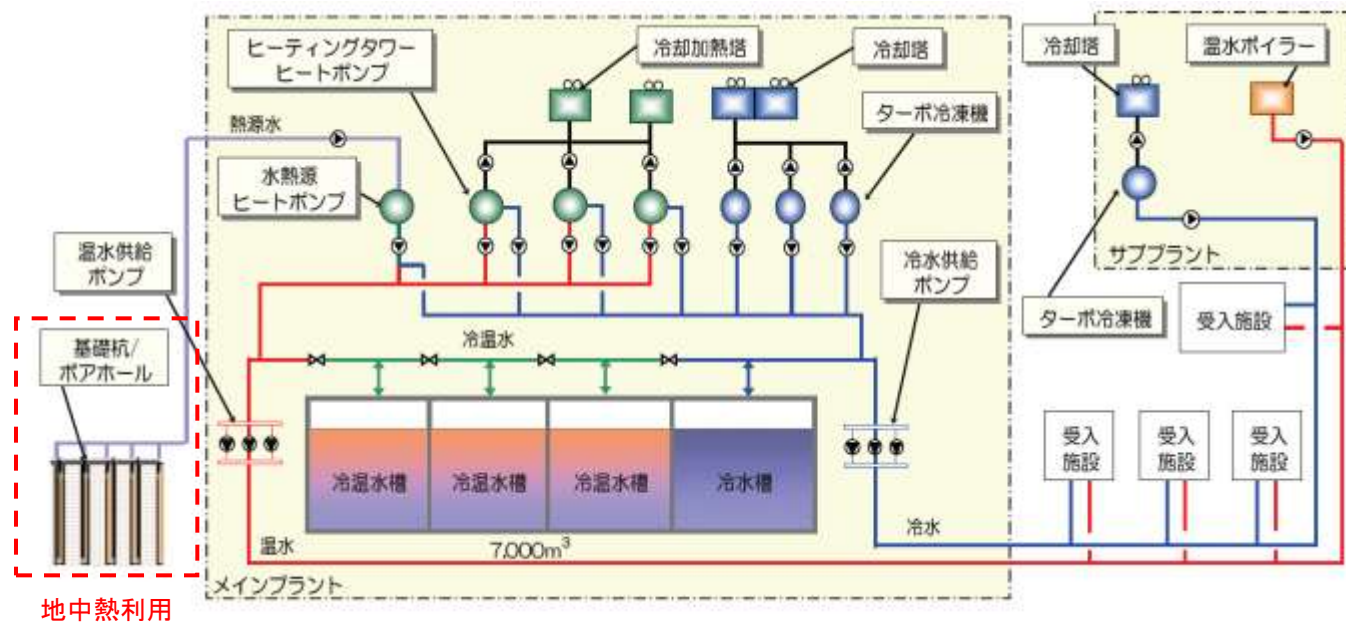 ヒーティングタワー
ヒートポンプ
冷却加熱塔
冷却塔
冷却塔
温水ボイラー
熱源水
ターボ冷凍機
水熱源
ヒートポンプ
温水供給
ポンプ
冷水供給
ポンプ
サブプラント
ターボ冷凍機
受入施設
基礎杭/
ボアホール
冷温水
受入
施設
受入
施設
受入
施設
冷温水槽
冷温水槽
冷温水槽
冷水槽
温水
7,000m³
冷水
メインプラント
地中熱利用